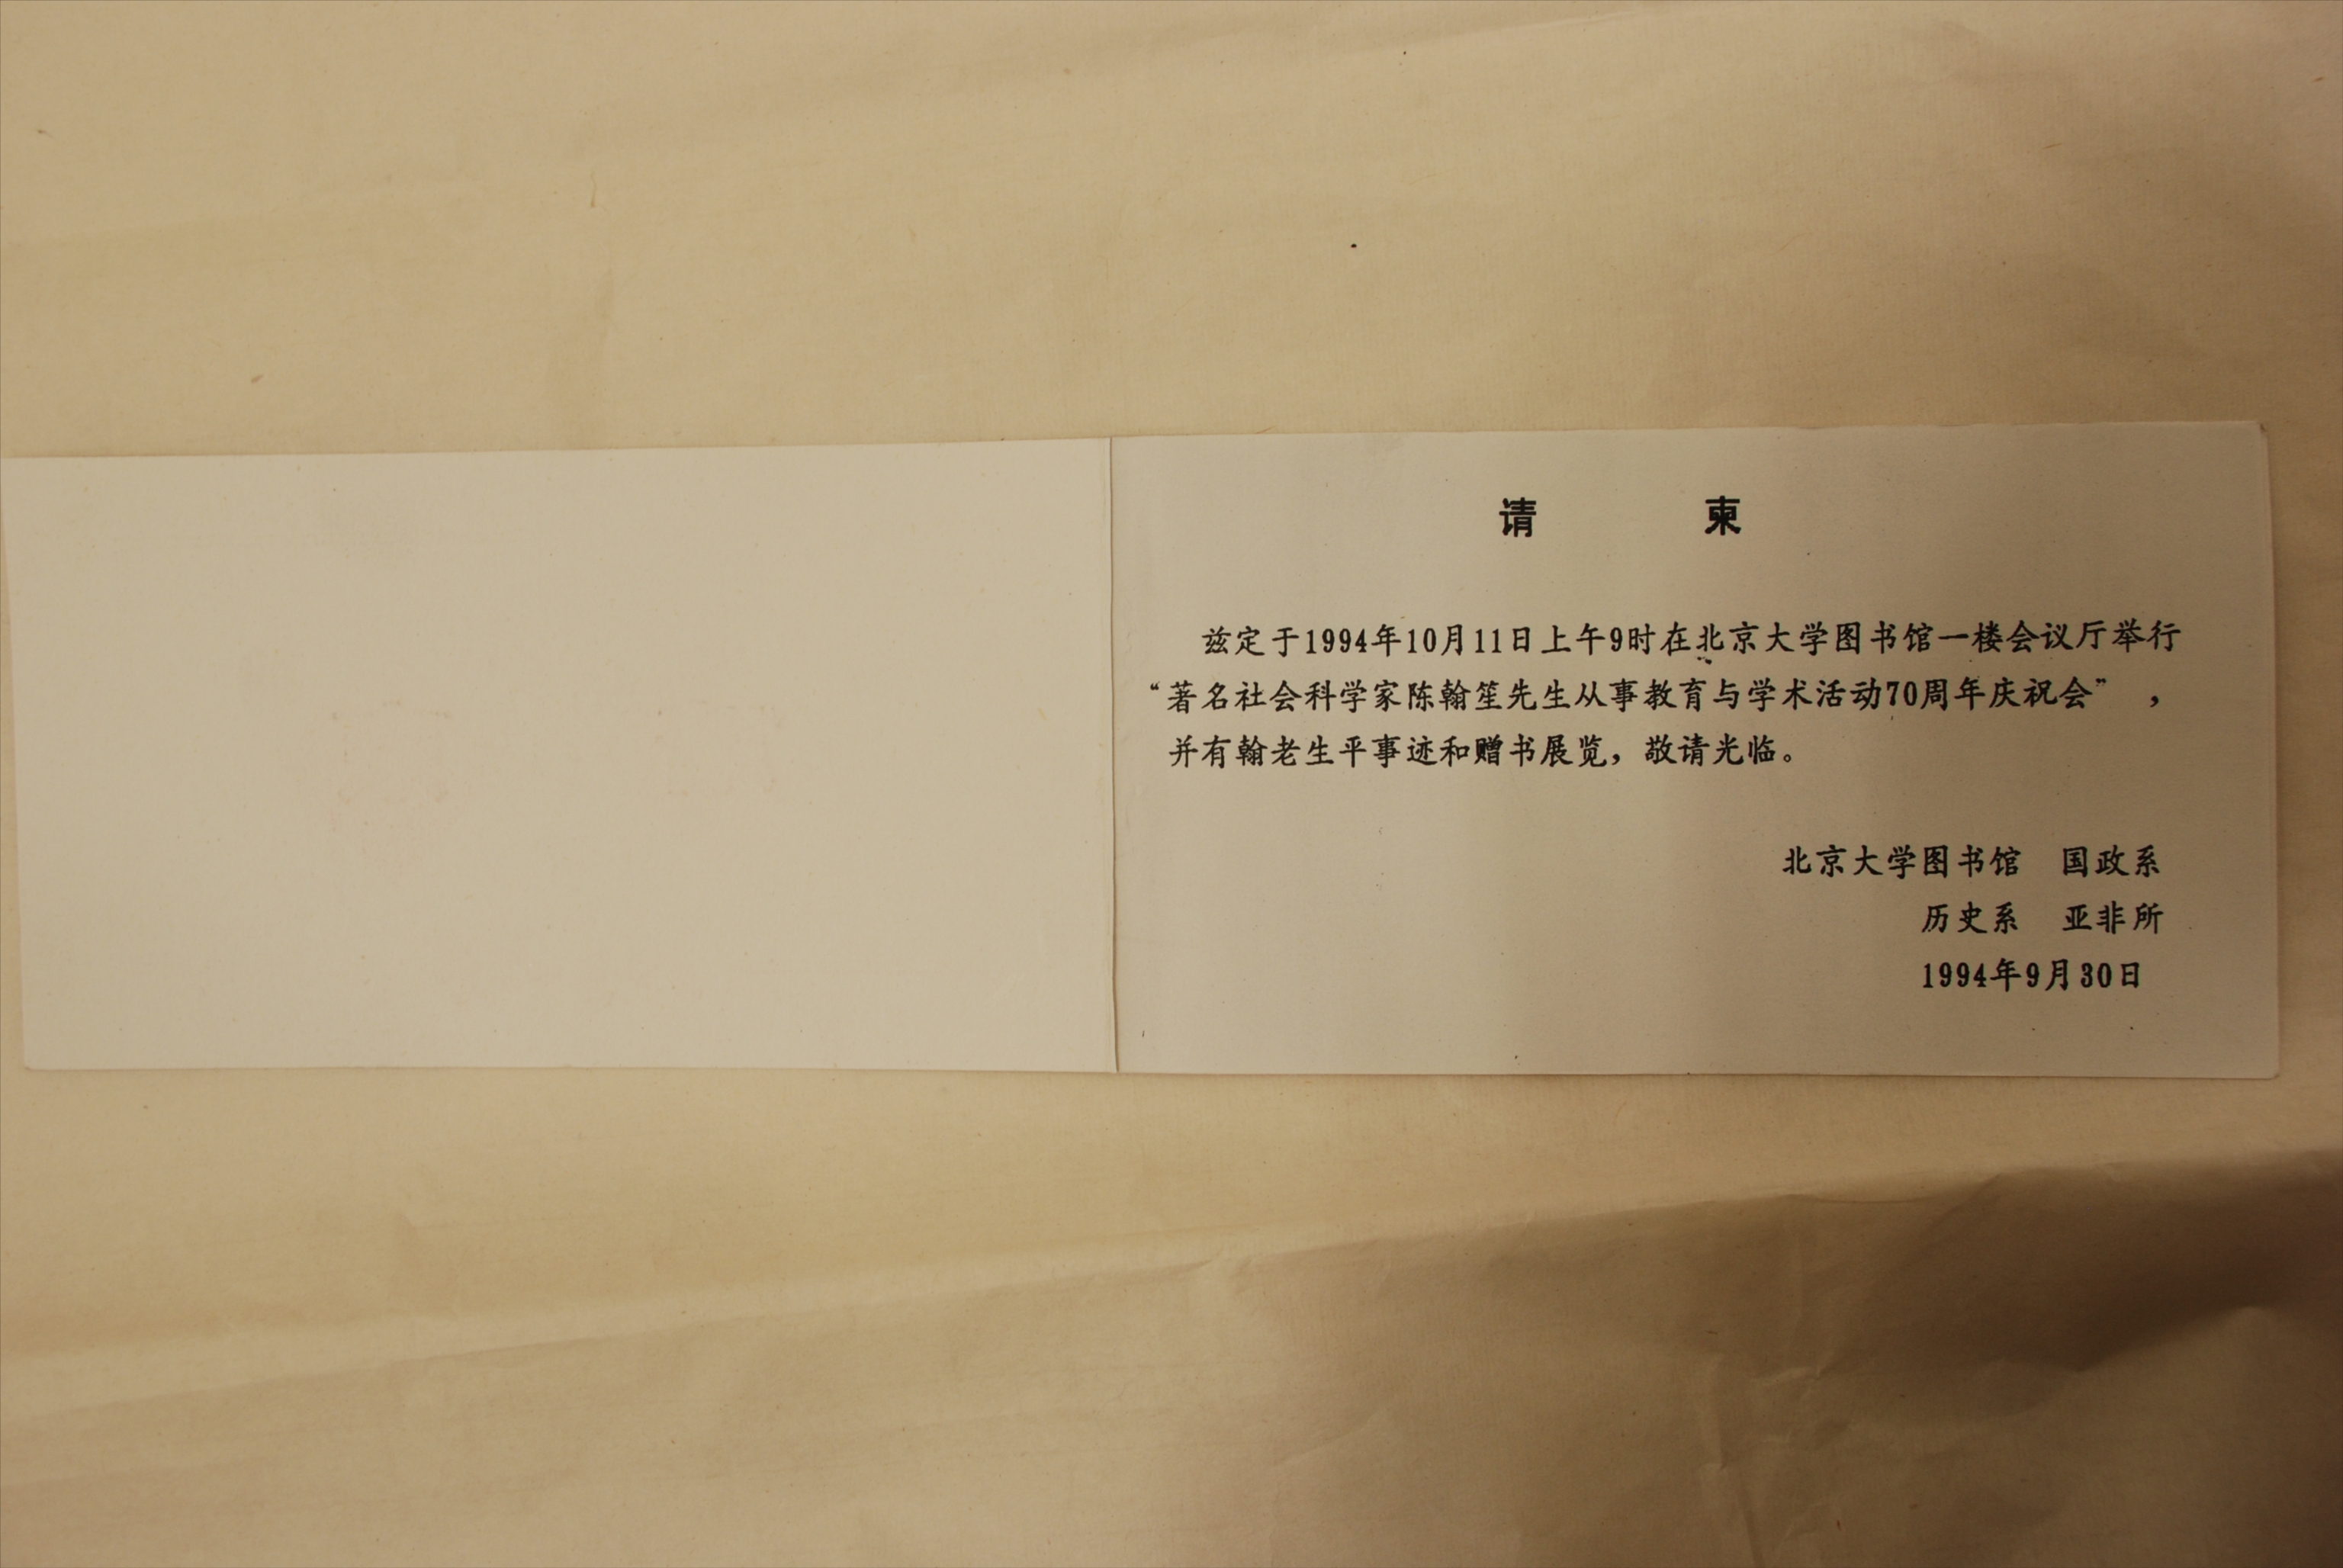 请 柬
兹定于1994年10月11日上午9时在北京大学图书馆一楼会议厅举行
“著名社会科学家陈翰笙先生从事教育与学术活动70周年庆祝会” ，
并有翰老生平事迹和赠书展览，敬请光临。
北京大学图书馆 国政系
历史系 亚非所
1994年9月30日